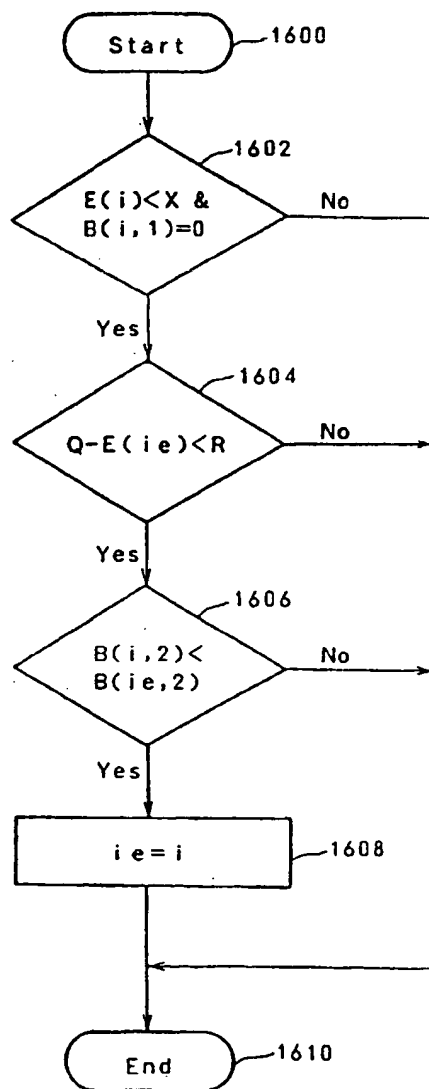 Start
1600
1602
E(i)<X &
B(i,1)=0
No
Yes
1604
Q-E(ie)<R
No
Yes
1606
B(i,2)<
B(ie,2)
No
Yes
ie=i
1608
End
1610